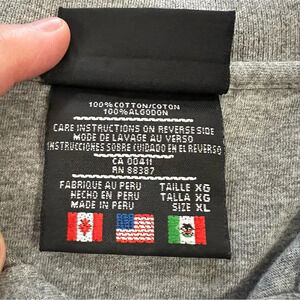 100% COTTON/COTON
100% ALGODON
CARE INSTRUCTIONS ON REVERSE SIDE
MODE DE LAVAGE AU VERSO
INSTRUCCIONES SOBRE CUIDADO EN EL REVERSO
CA 00411
RN 88387
FABRIQUE AU PERU TAILLE XG
HECHO EN PERU TALLA XG
MADE IN PERU SIZE XL